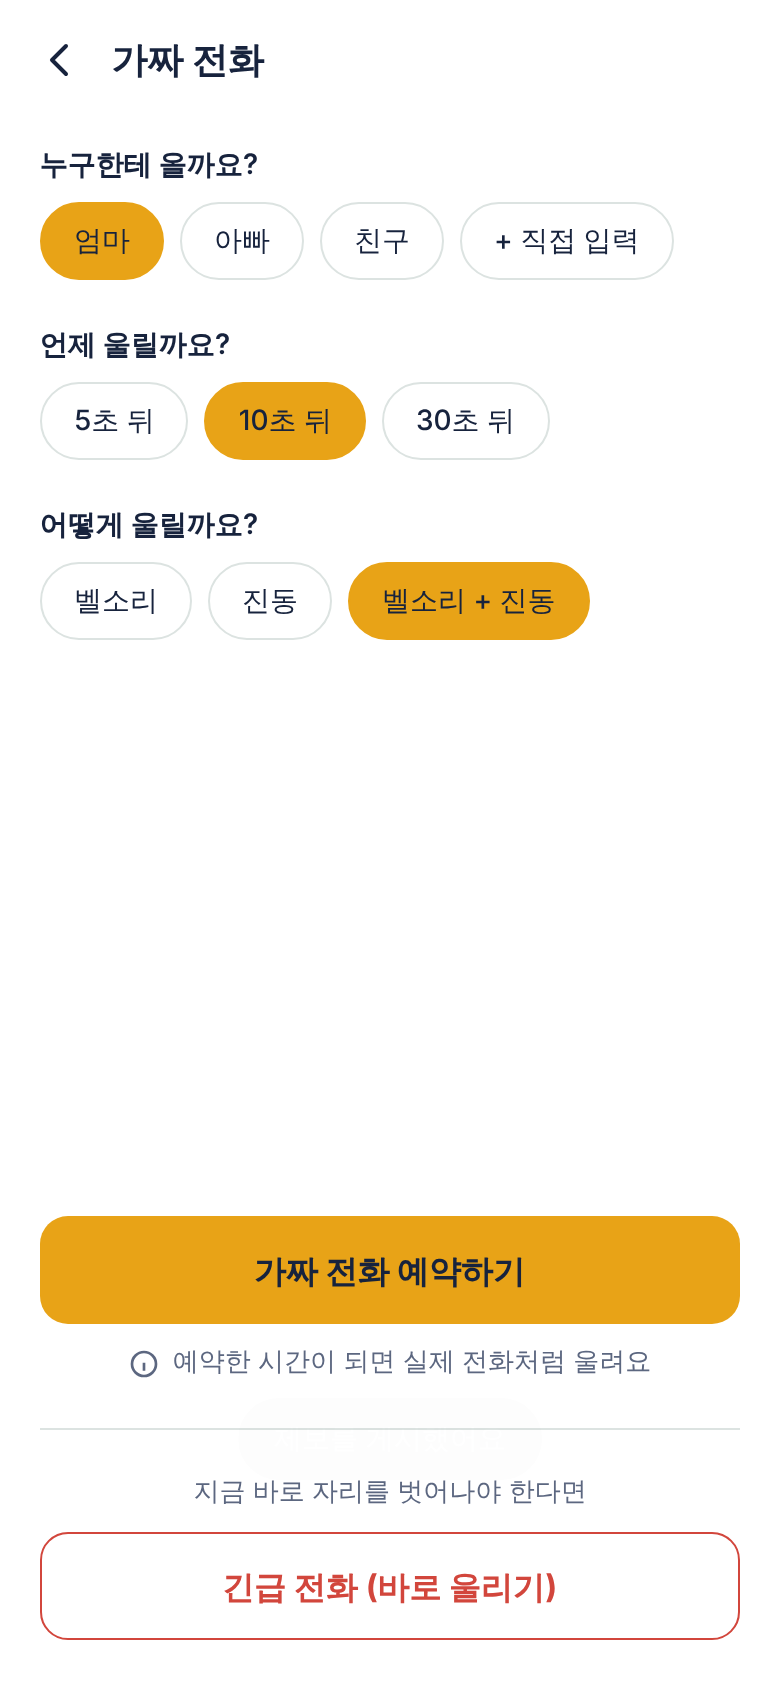 가짜 전화
누구한테 올까요?
엄마 아빠 친구 + 직접 입력
언제 울릴까요?
5초 뒤 10초 뒤 30초 뒤
어떻게 울릴까요?
벨소리 진동 벨소리 + 진동
가짜 전화 예약하기
예약한 시간이 되면 실제 전화처럼 울려요
지금 바로 자리를 벗어나야 한다면
긴급 전화 (바로 울리기)